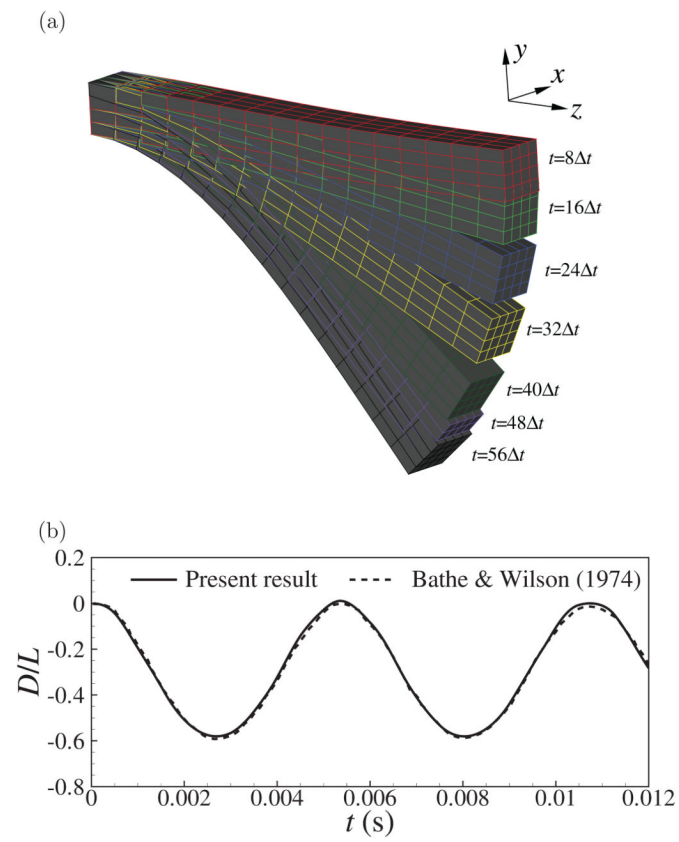 (a)
y
x
z
t=8Δt
t=16Δt
t=24Δt
t=32Δt
t=40Δt
t=48Δt
t=56Δt
(b)
0.2
Present result Bathe & Wilson (1974)
0
-0.2
D/L
-0.4
-0.6
-0.8
0 0.002 0.004 0.006 0.008 0.01 0.012
t (s)